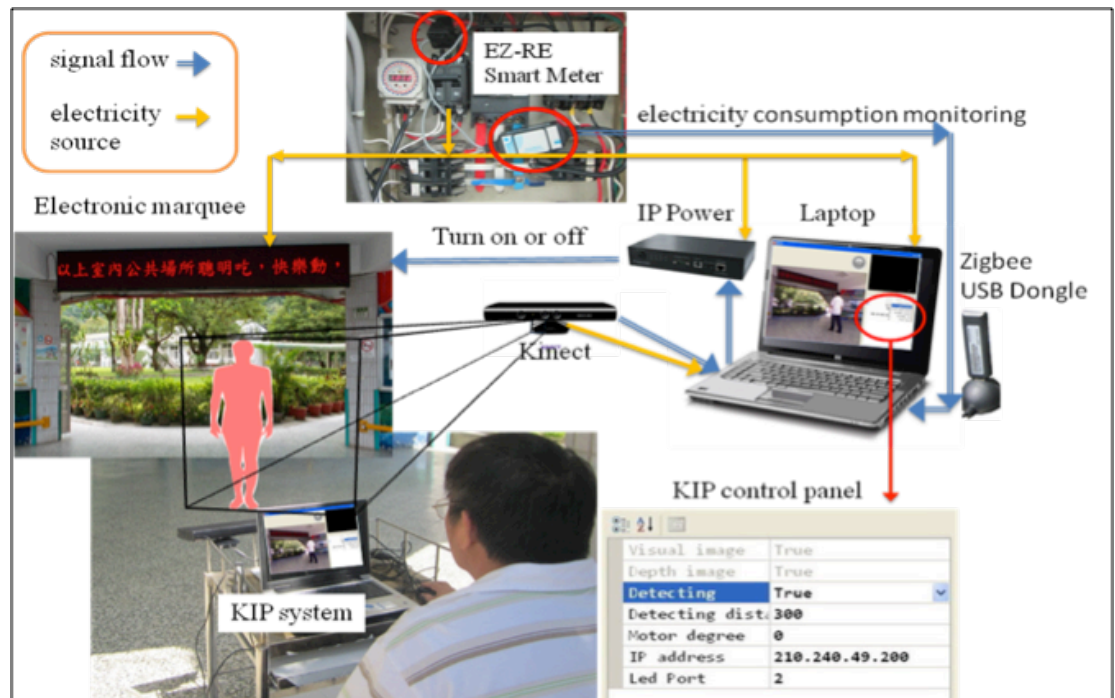 signal flow
electricity
source
EZ-RE
Smart Meter
electricity consumption monitoring
Electronic marquee
IP Power
Laptop
Turn on or off
Zigbee
USB Dongle
以上室內公共場所聰明吃，快樂動，
Kinect
KIP control panel
Visual image True
Depth image True
Detecting True
Detecting dista 300
Motor degree 0
IP address 210.240.49.200
Led Port 2
KIP system